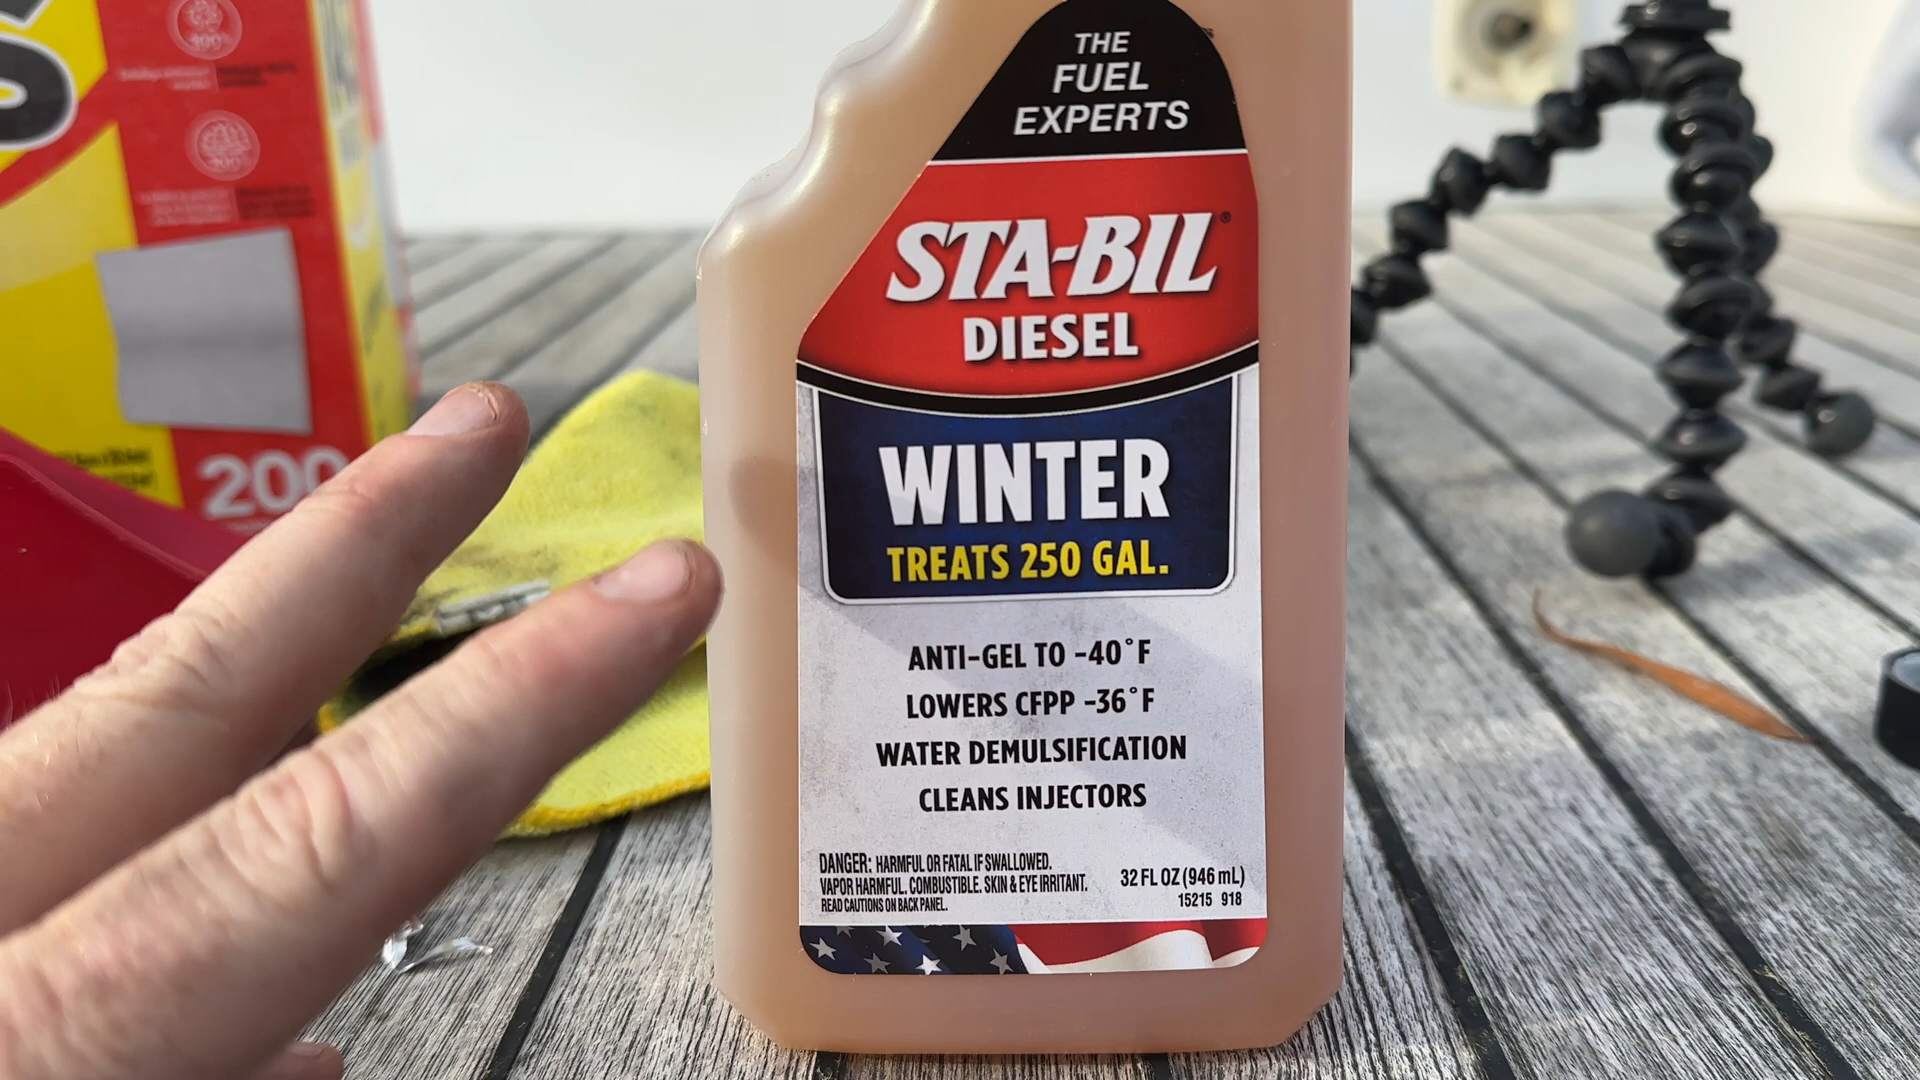 THE
FUEL
EXPERTS
STA-BIL®
DIESEL
WINTER
TREATS 250 GAL.
ANTI-GEL TO -40°F
LOWERS CFPP -36°F
WATER DEMULSIFICATION
CLEANS INJECTORS
DANGER: HARMFUL OR FATAL IF SWALLOWED.
VAPOR HARMFUL. COMBUSTIBLE. SKIN & EYE IRRITANT.
READ CAUTIONS ON BACK PANEL.
32 FL OZ (946 mL)
15215 918
100%
100%
200